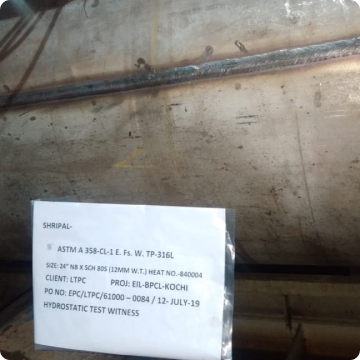 SHRIPAL-
ASTM A 358-CL-1 E. Fs. W. TP-316L
SIZE: 24" NB X SCH 80S (12MM W.T.) HEAT NO.-840004
CLIENT: LTPC PROJ: EIL-BPCL-KOCHI
PO NO: EPC/LTPC/61000 – 0084 / 12- JULY-19
HYDROSTATIC TEST WITNESS